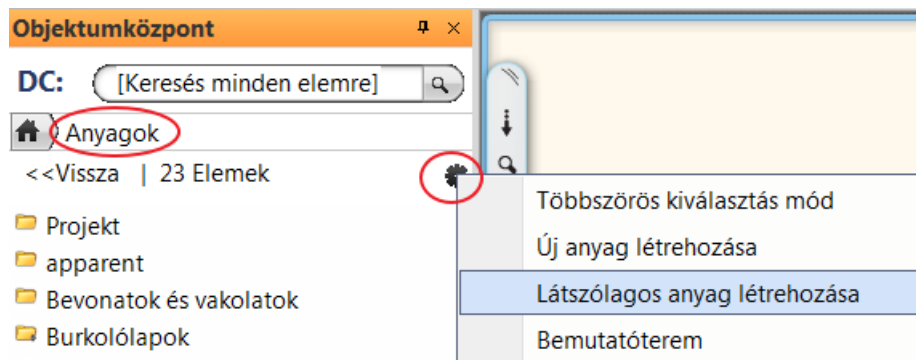 Objektumközpont
DC: [Keresés minden elemre]
Anyagok
<<Vissza | 23 Elemek
Projekt
apparent
Bevonatok és vakolatok
Burkolólapok
Többszörös kiválasztás mód
Új anyag létrehozása
Látszólagos anyag létrehozása
Bemutatóterem